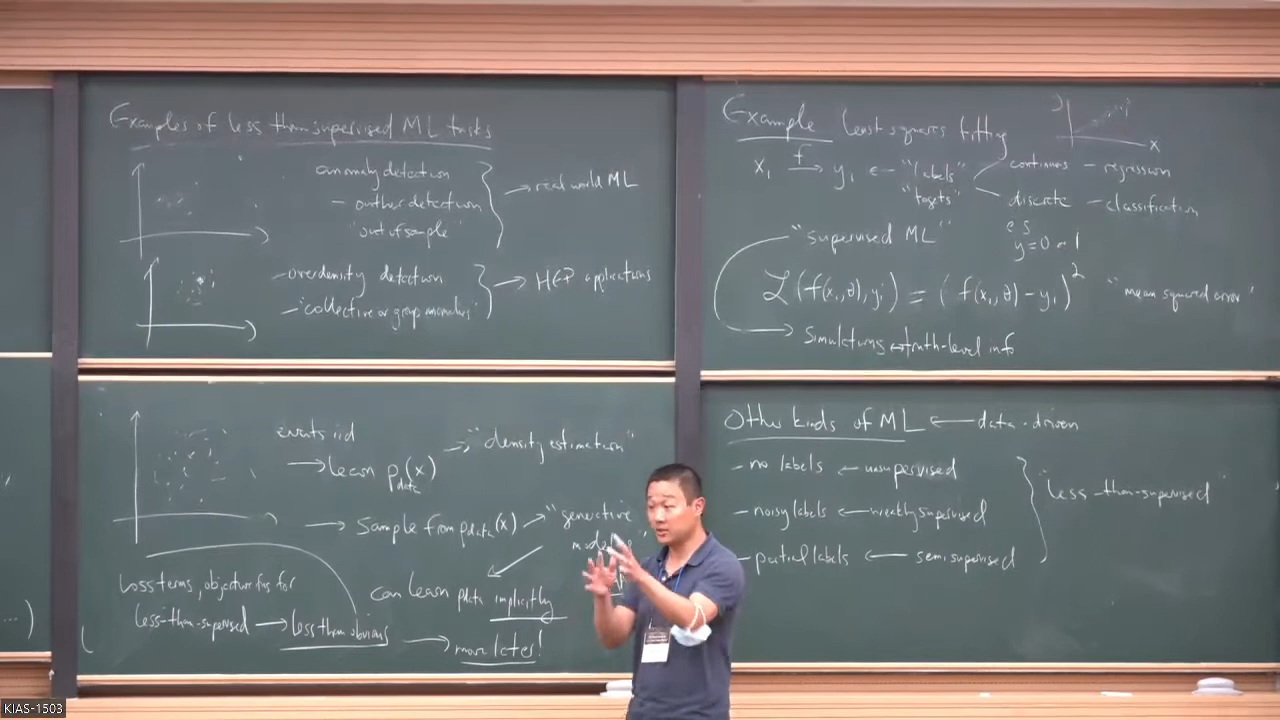 Examples of less than supervised ML tasks
anomaly detection
- outlier detection
"out of sample"
→ real world ML
- overdensity detection
- "collective or group anomalies"
→ HEP applications
events iid
→ learn p_data(x) → "density estimation"
→ sample from p_data(x) → "generative
can learn pdata implicitly
Loss terms, objective fns for
less-than-supervised → less than obvious → more later!
...)
Example least squares fitting
x
x_i →^f y_i ← "labels"
"targets"
continuous - regression
discrete - classification
y=0 or 1
"supervised ML"
ℒ(f(x_i,θ),y_i) = (f(x_i,θ)-y_i)^2 "mean squared error"
simulations ↔ truth-level info
Other kinds of ML ← data-driven
- no labels ← unsupervised
- noisy labels ← weakly supervised
- partial labels ← semisupervised
"less-than-supervised"
KIAS-1503